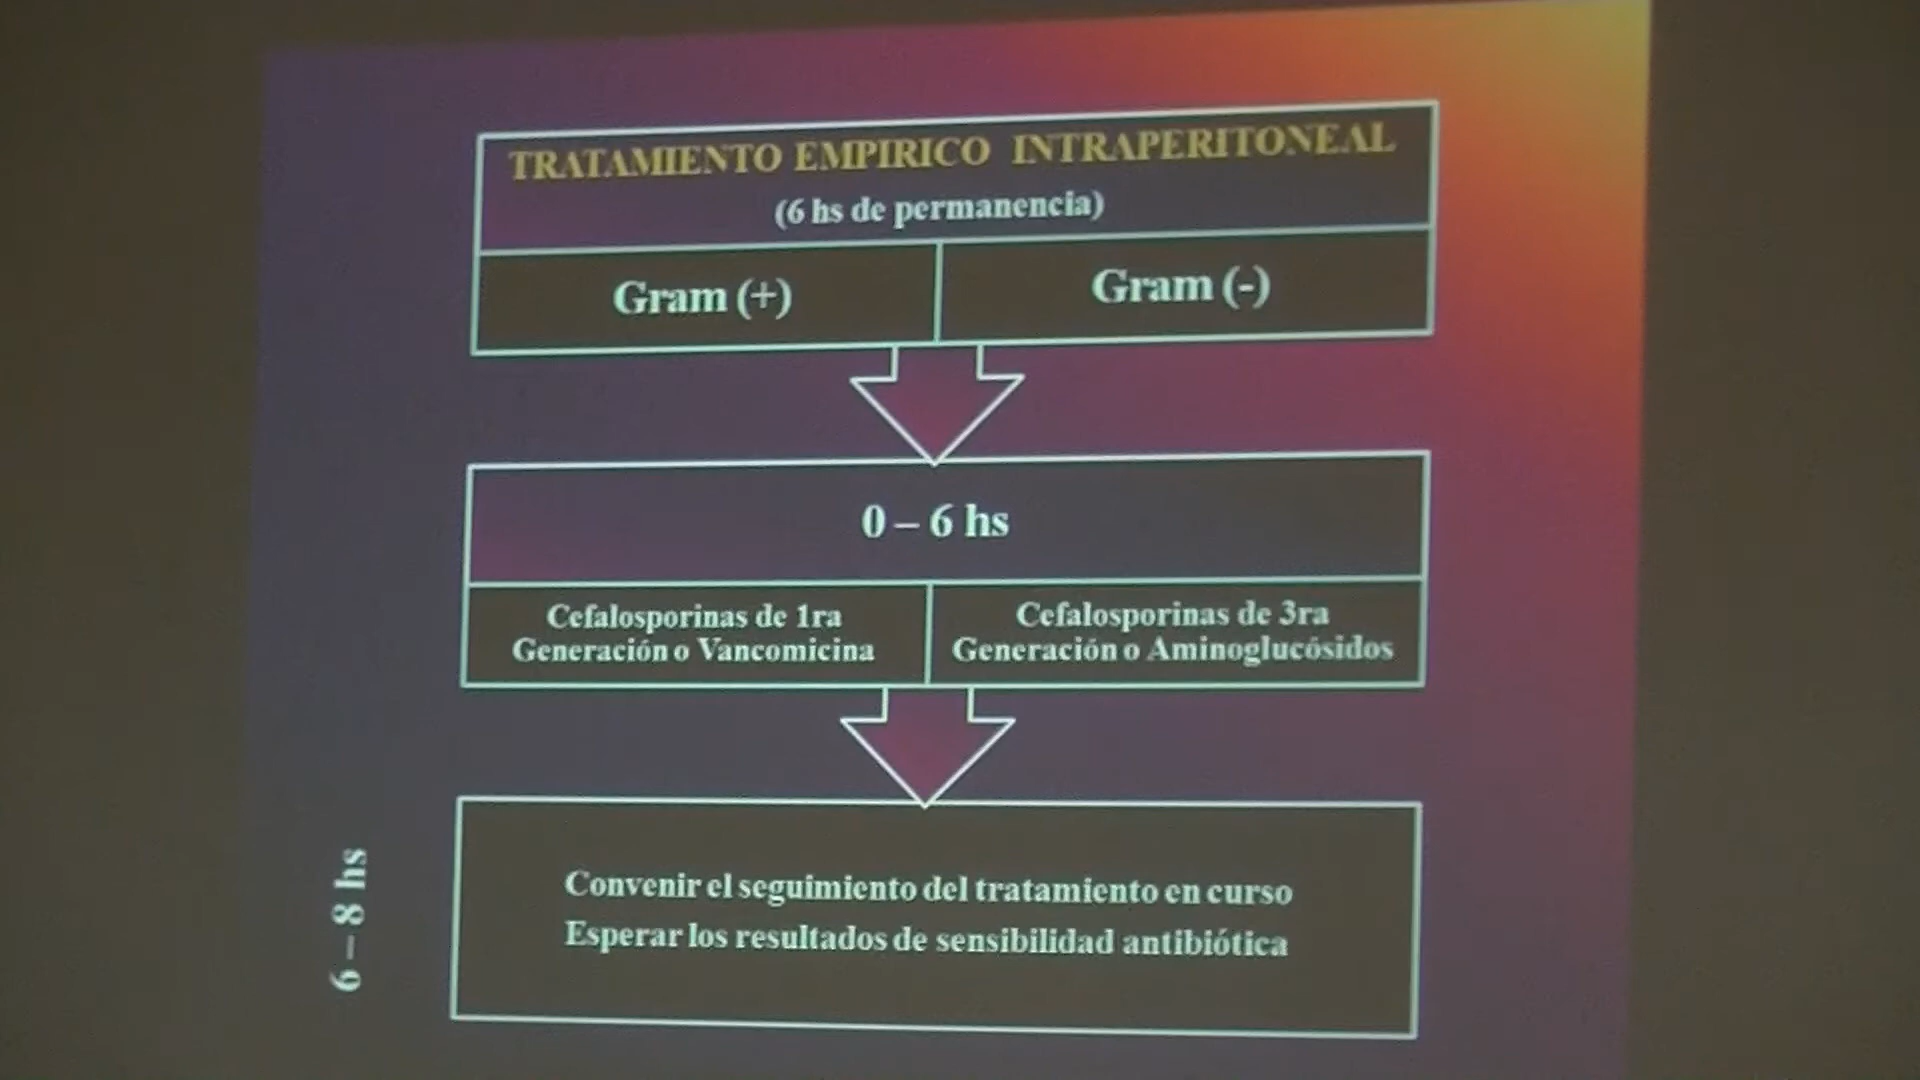 TRATAMIENTO EMPIRICO INTRAPERITONEAL
(6 hs de permanencia)
Gram (+)
Gram (-)
0 – 6 hs
Cefalosporinas de 1ra
Generación o Vancomicina
Cefalosporinas de 3ra
Generación o Aminoglucósidos
6 – 8 hs
Convenir el seguimiento del tratamiento en curso
Esperar los resultados de sensibilidad antibiótica